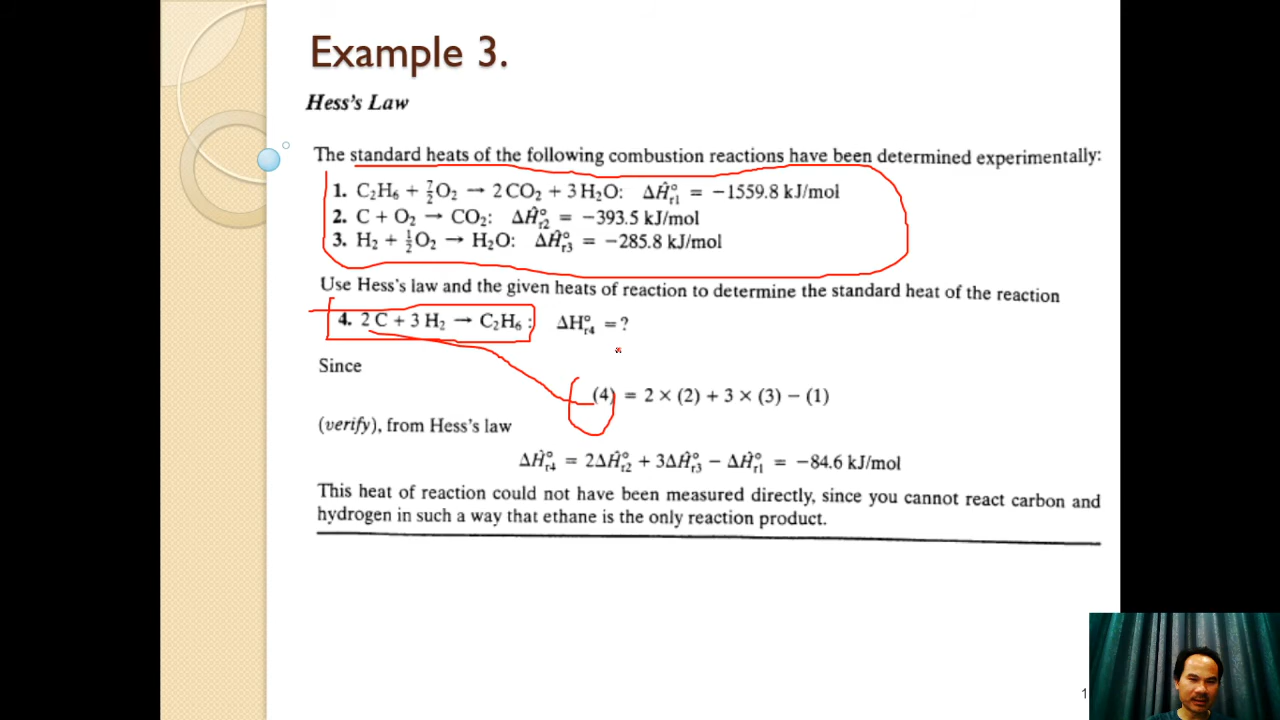 Example 3.
Hess's Law
The standard heats of the following combustion reactions have been determined experimentally:
1. C₂H₆ + 7/2 O₂ → 2 CO₂ + 3 H₂O: ΔĤ°r1 = −1559.8 kJ/mol
2. C + O₂ → CO₂: ΔĤ°r2 = −393.5 kJ/mol
3. H₂ + 1/2 O₂ → H₂O: ΔĤ°r3 = −285.8 kJ/mol
Use Hess's law and the given heats of reaction to determine the standard heat of the reaction
4. 2 C + 3 H₂ → C₂H₆: ΔH°r4 = ?
Since
(4) = 2 × (2) + 3 × (3) − (1)
(verify), from Hess's law
ΔĤ°r4 = 2ΔĤ°r2 + 3ΔĤ°r3 − ΔĤ°r1 = −84.6 kJ/mol
This heat of reaction could not have been measured directly, since you cannot react carbon and
hydrogen in such a way that ethane is the only reaction product.
1